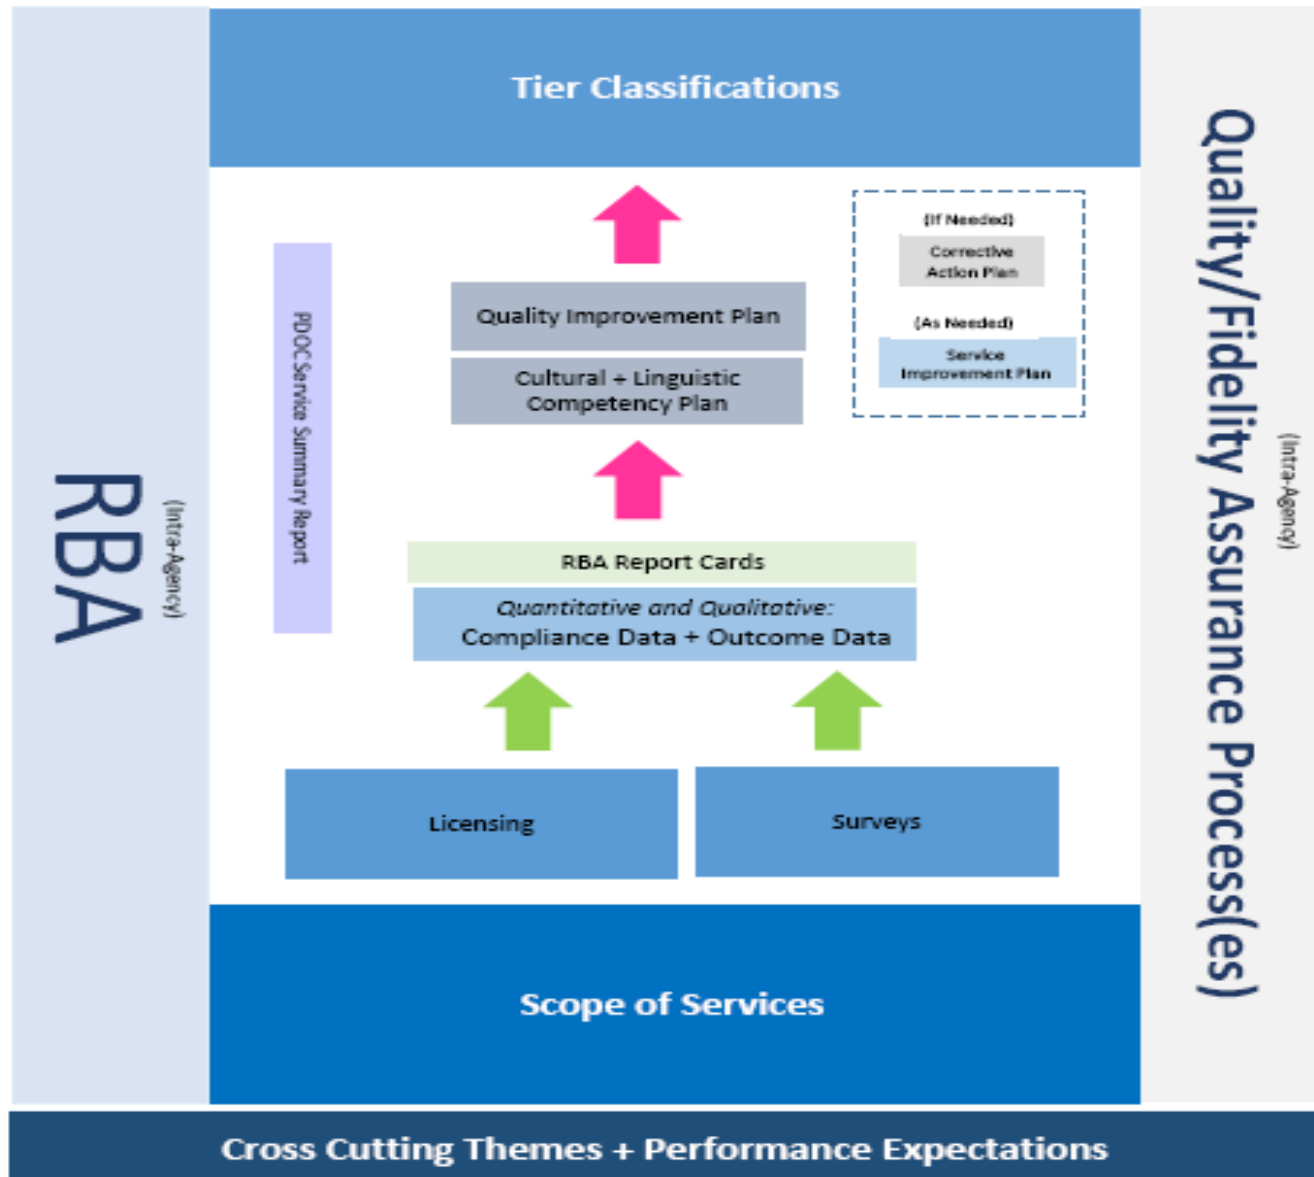 Tier Classifications
(If Needed)
Corrective
Action Plan
(As Needed)
Service
Improvement Plan
Quality Improvement Plan
Cultural + Linguistic
Competency Plan
PDOC Service Summary Report
RBA
(Intra-Agency)
RBA Report Cards
Quantitative and Qualitative:
Compliance Data + Outcome Data
Licensing
Surveys
Quality/Fidelity Assurance Process(es)
(Intra-Agency)
Scope of Services
Cross Cutting Themes + Performance Expectations